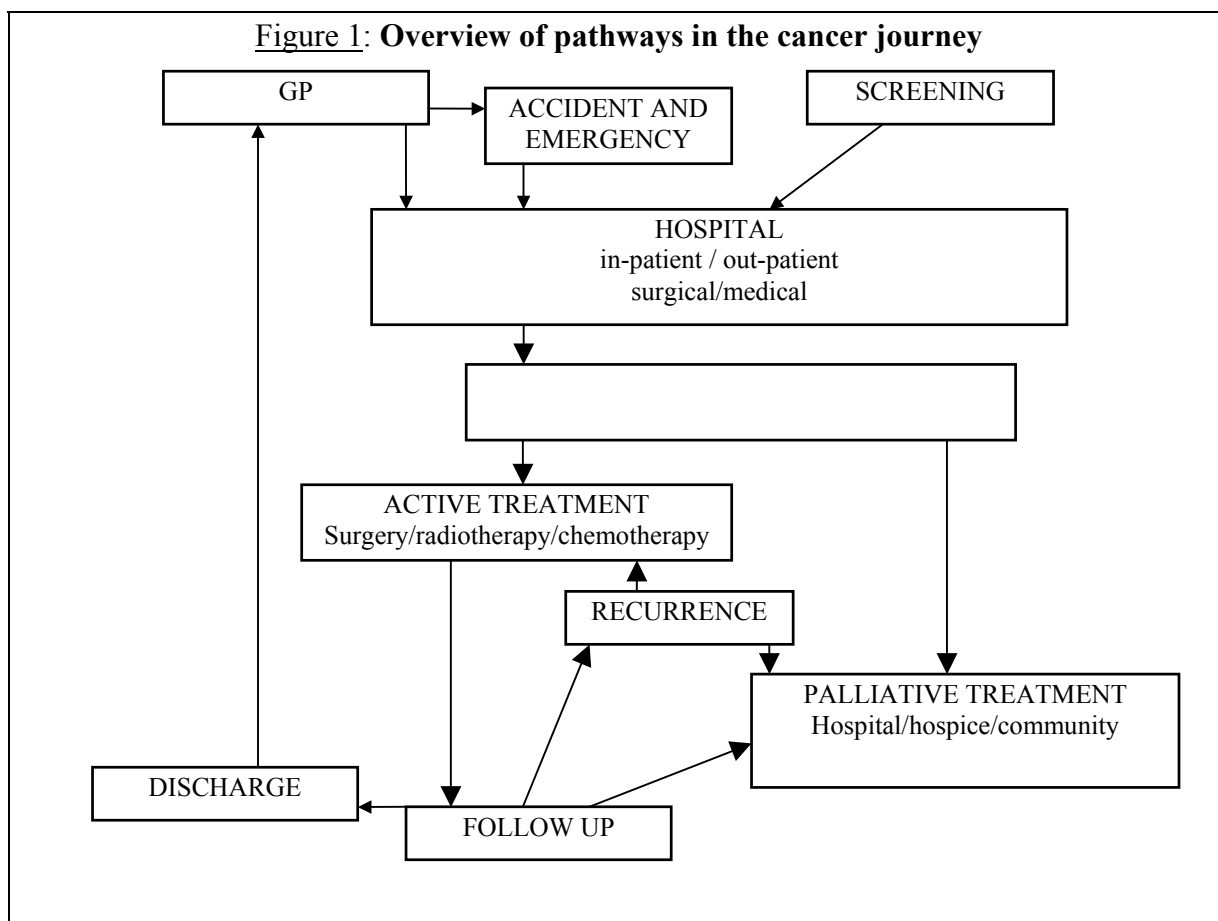 Figure 1: Overview of pathways in the cancer journey
GP
ACCIDENT AND
EMERGENCY
SCREENING
HOSPITAL
in-patient / out-patient
surgical/medical
ACTIVE TREATMENT
Surgery/radiotherapy/chemotherapy
RECURRENCE
PALLIATIVE TREATMENT
Hospital/hospice/community
DISCHARGE
FOLLOW UP